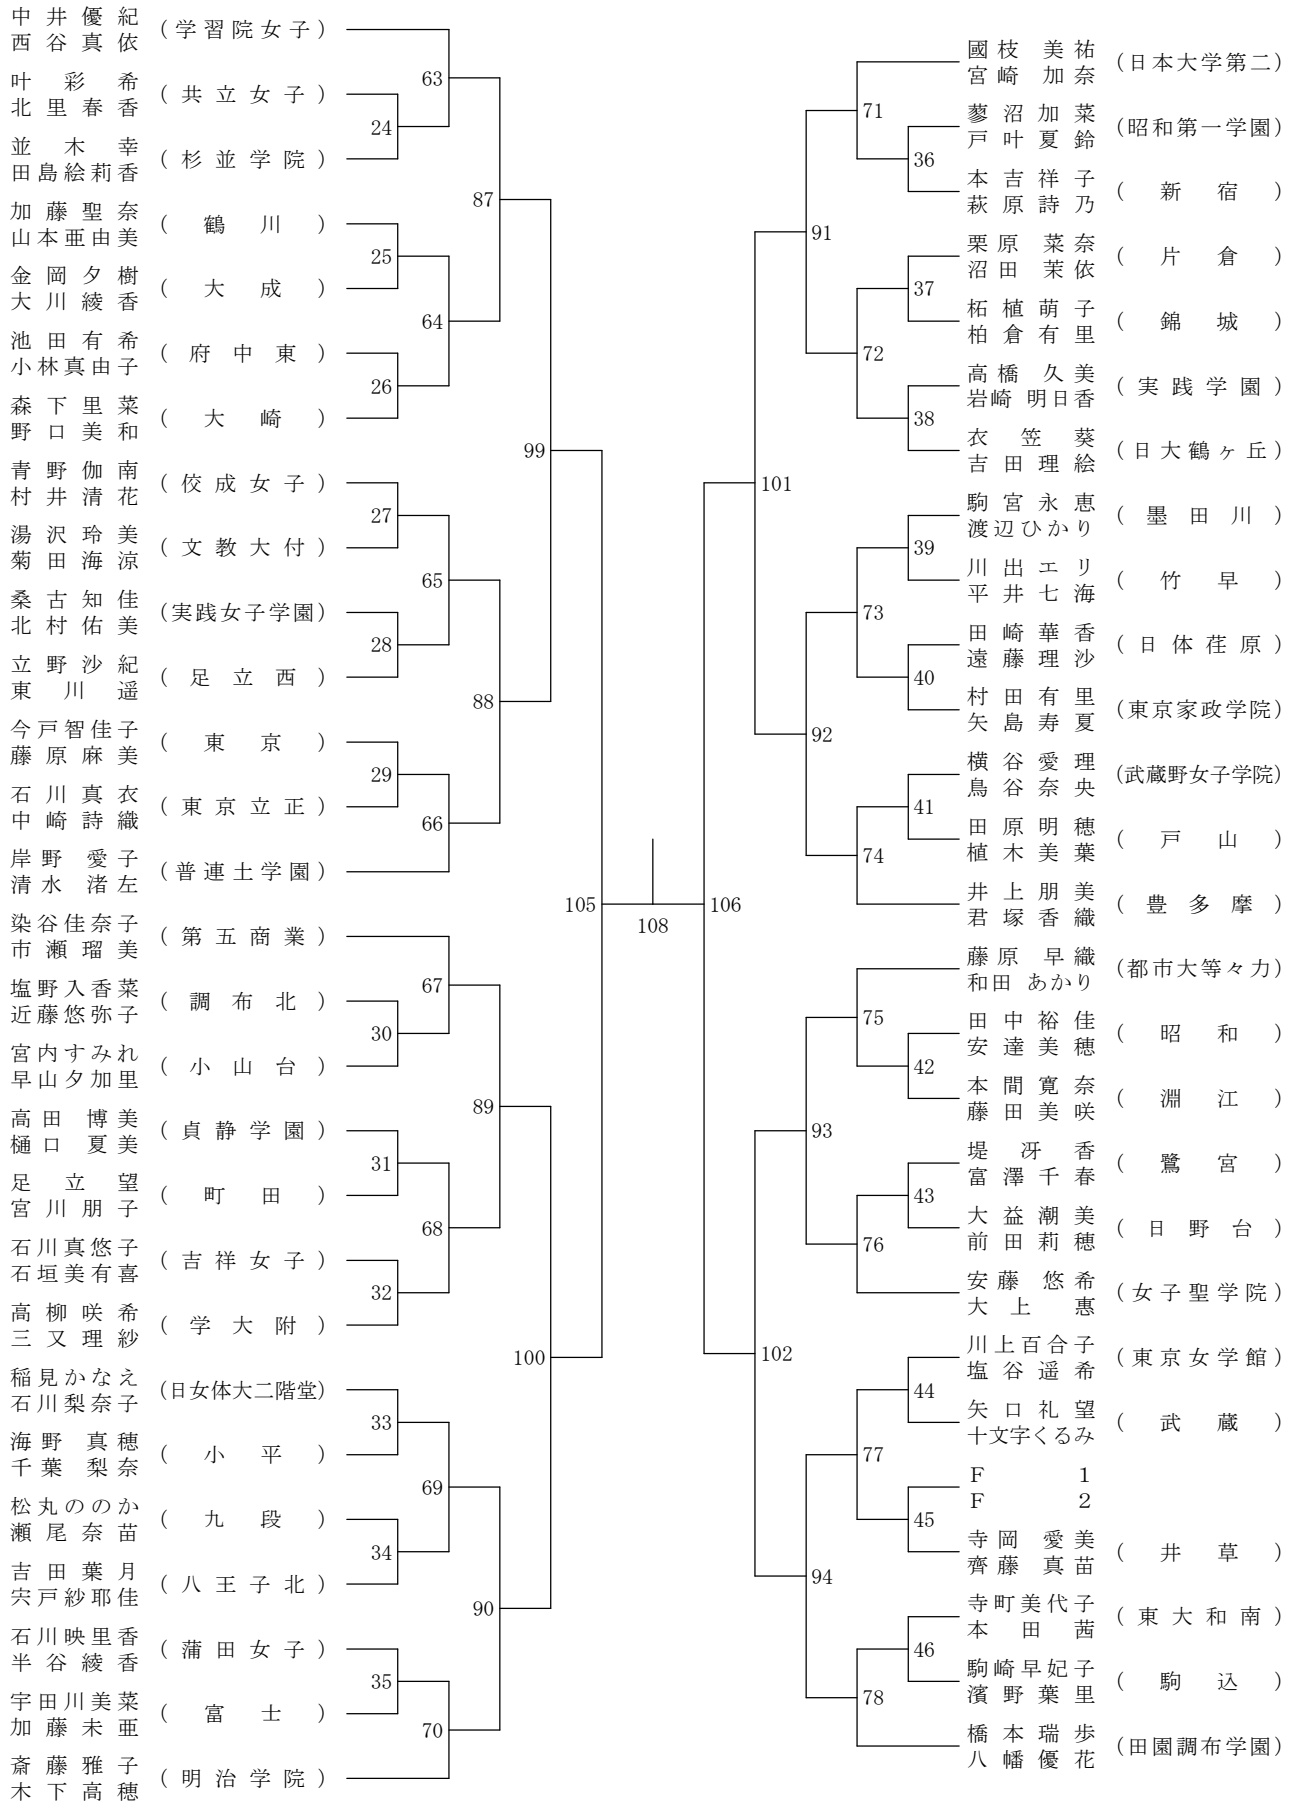 中井優紀
西谷真依
(学習院女子)
叶彩希
北里春香
(共立女子)
並木幸
田島絵莉香
(杉並学院)
加藤聖奈
山本亜由美
(鶴川)
金岡夕樹
大川綾香
(大成)
池田有希
小林真由子
(府中東)
森下里菜
野口美和
(大崎)
青野伽南
村井清花
(佼成女子)
湯沢玲美
菊田海涼
(文教大付)
桑古知佳
北村佑美
(実践女子学園)
立野沙紀
東川遥
(足立西)
今戸智佳子
藤原麻美
(東京)
石川真衣
中崎詩織
(東京立正)
岸野愛子
清水渚左
(普連土学園)
染谷佳奈子
市瀬瑠美
(第五商業)
塩野入香菜
近藤悠弥子
(調布北)
宮内すみれ
早山夕加里
(小山台)
高田博美
樋口夏美
(貞静学園)
足立望
宮川朋子
(町田)
石川真悠子
石垣美有喜
(吉祥女子)
高柳咲希
三又理紗
(学大附)
稲見かなえ
石川梨奈子
(日女体大二階堂)
海野真穂
千葉梨奈
(小平)
松丸ののか
瀬尾奈苗
(九段)
吉田葉月
宍戸紗耶佳
(八王子北)
石川映里香
半谷綾香
(蒲田女子)
宇田川美菜
加藤未亜
(富士)
斎藤雅子
木下高穂
(明治学院)
63
24
87
25
64
26
99
27
65
28
88
29
66
105
67
30
89
31
68
32
100
33
69
34
90
35
70
108
106
71
36
91
37
72
38
101
39
73
40
92
41
74
75
42
93
43
76
102
44
77
45
94
46
78
國枝美祐
宮崎加奈
(日本大学第二)
蓼沼加菜
戸叶夏鈴
(昭和第一学園)
本吉祥子
萩原詩乃
(新宿)
栗原菜奈
沼田茉依
(片倉)
柘植萌子
柏倉有里
(錦城)
高橋久美
岩崎明日香
(実践学園)
衣笠葵
吉田理絵
(日大鶴ヶ丘)
駒宮永恵
渡辺ひかり
(墨田川)
川出エリ
平井七海
(竹早)
田崎華香
遠藤理沙
(日体荏原)
村田有里
矢島寿夏
(東京家政学院)
横谷愛理
鳥谷奈央
(武蔵野女子学院)
田原明穂
植木美葉
(戸山)
井上朋美
君塚香織
(豊多摩)
藤原早織
和田あかり
(都市大等々力)
田中裕佳
安達美穂
(昭和)
本間寛奈
藤田美咲
(淵江)
堤冴香
富澤千春
(鷺宮)
大益潮美
前田莉穂
(日野台)
安藤悠希
大上恵
(女子聖学院)
川上百合子
塩谷遥希
(東京女学館)
矢口礼望
十文字くるみ
(武蔵)
F 1
F 2
寺岡愛美
齊藤真苗
(井草)
寺町美代子
本田茜
(東大和南)
駒崎早妃子
濱野葉里
(駒込)
橋本瑞歩
八幡優花
(田園調布学園)